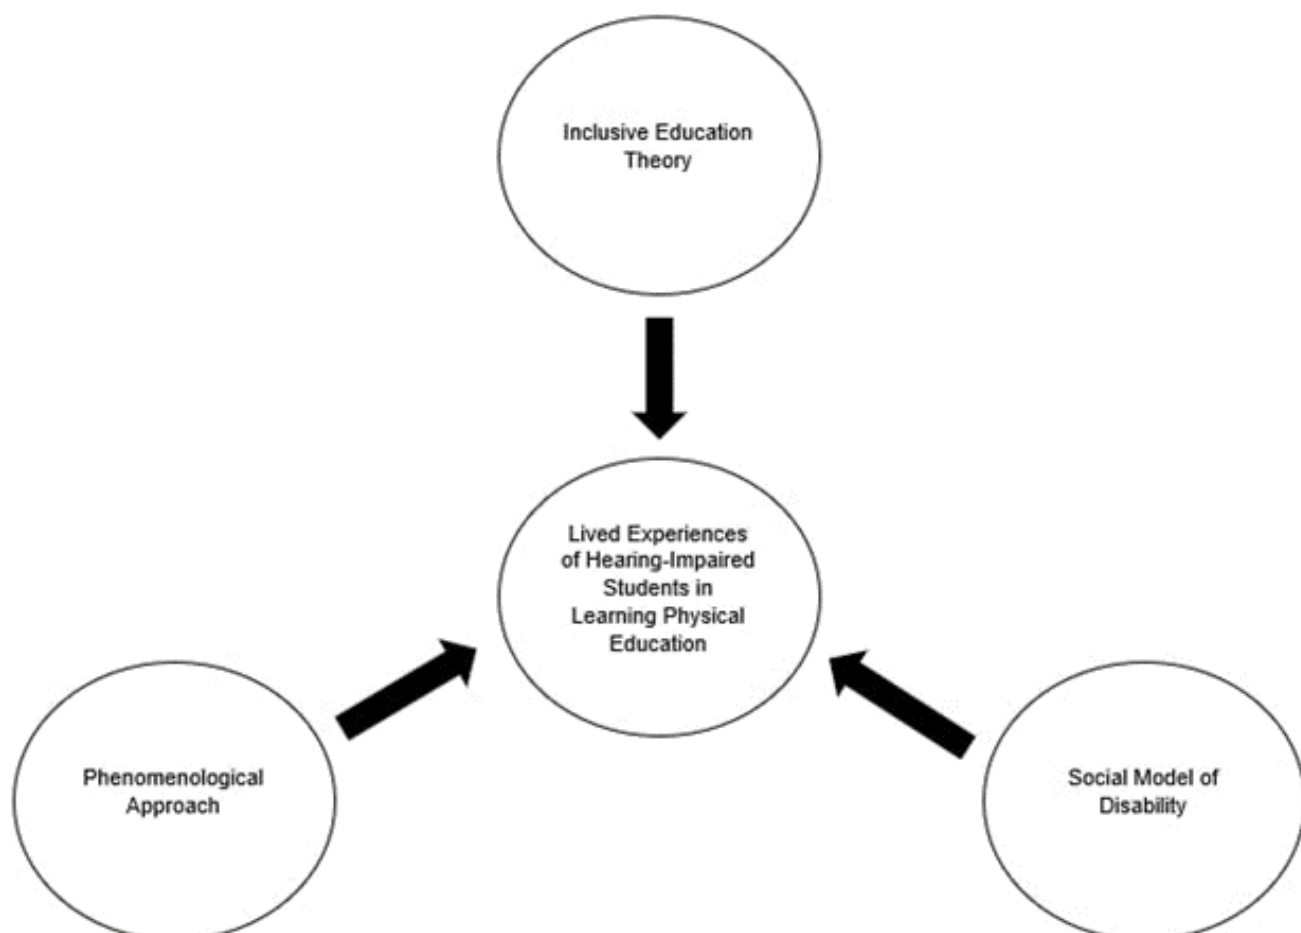 Inclusive Education
Theory
Lived Experiences
of Hearing-Impaired
Students in
Learning Physical
Education
Phenomenological
Approach
Social Model of
Disability